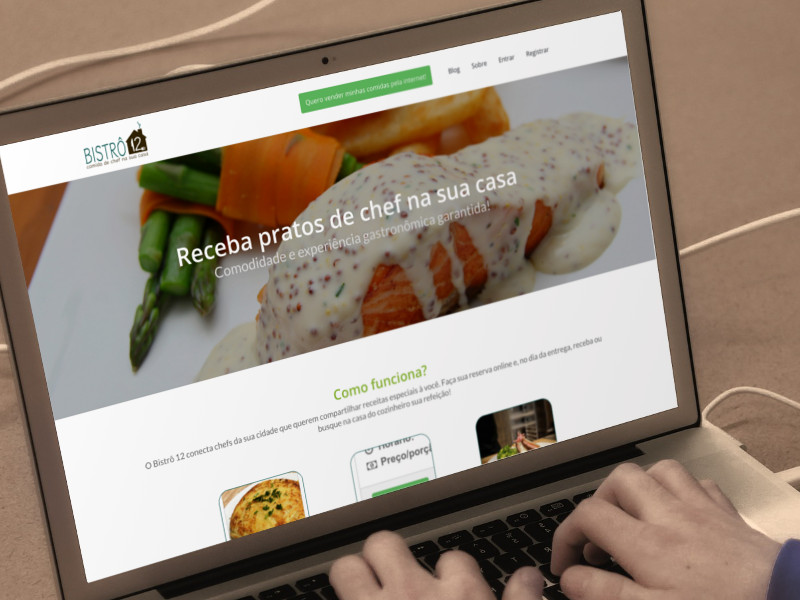 Quero vender minhas comidas pela internet!
Blog
Sobre
Entrar
Registrar
BISTRÔ 12
comida de chef na sua casa
Receba pratos de chef na sua casa
Comodidade e experiência gastronômica garantida!
Como funciona?
O Bistrô 12 conecta chefs da sua cidade que querem compartilhar receitas especiais à você. Faça sua reserva online e, no dia da entrega, receba ou
busque na casa do cozinheiro sua refeição!
Horário:
Preço/porç